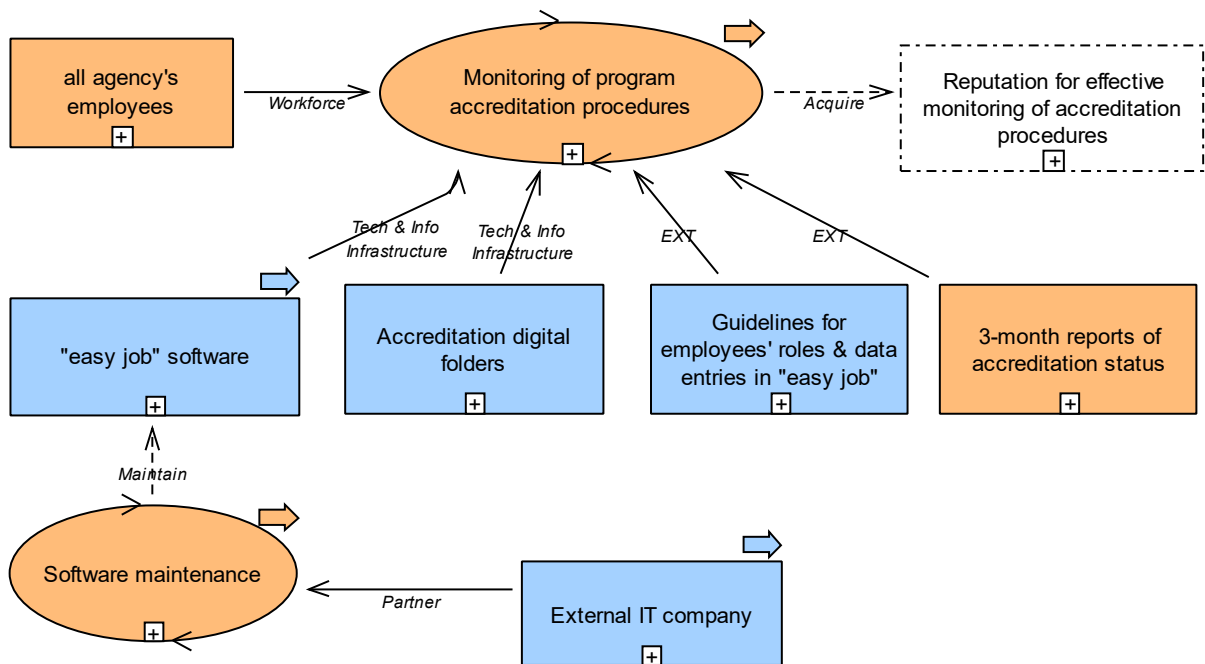 all agency's
employees
Workforce
Monitoring of program
accreditation procedures
Acquire
Reputation for effective
monitoring of accreditation
procedures
Tech & Info
Infrastructure
Tech & Info
Infrastructure
EXT
EXT
"easy job" software
Accreditation digital
folders
Guidelines for
employees' roles & data
entries in "easy job"
3-month reports of
accreditation status
Maintain
Software maintenance
Partner
External IT company